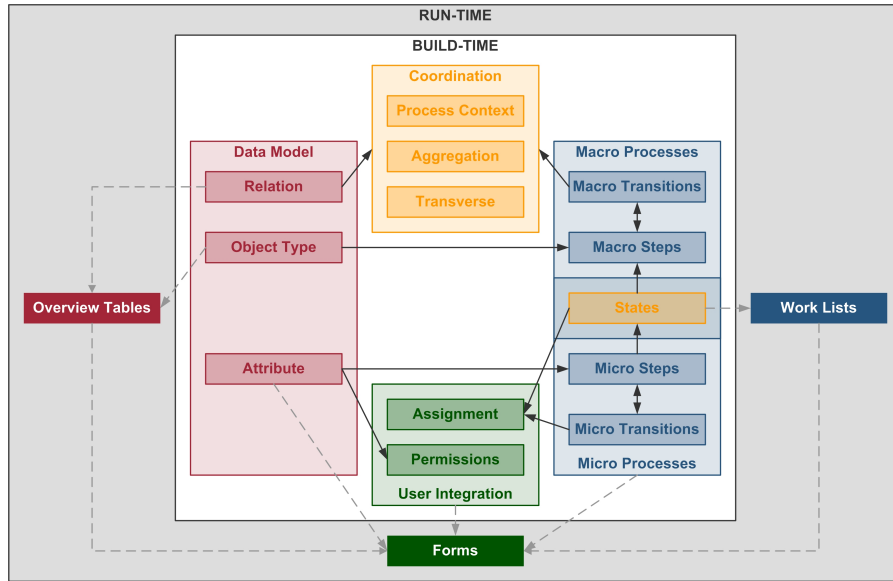 RUN-TIME
BUILD-TIME
Coordination
Process Context
Aggregation
Transverse
Data Model
Relation
Object Type
Attribute
Macro Processes
Macro Transitions
Macro Steps
States
Micro Steps
Micro Transitions
Micro Processes
Assignment
Permissions
User Integration
Overview Tables
Work Lists
Forms